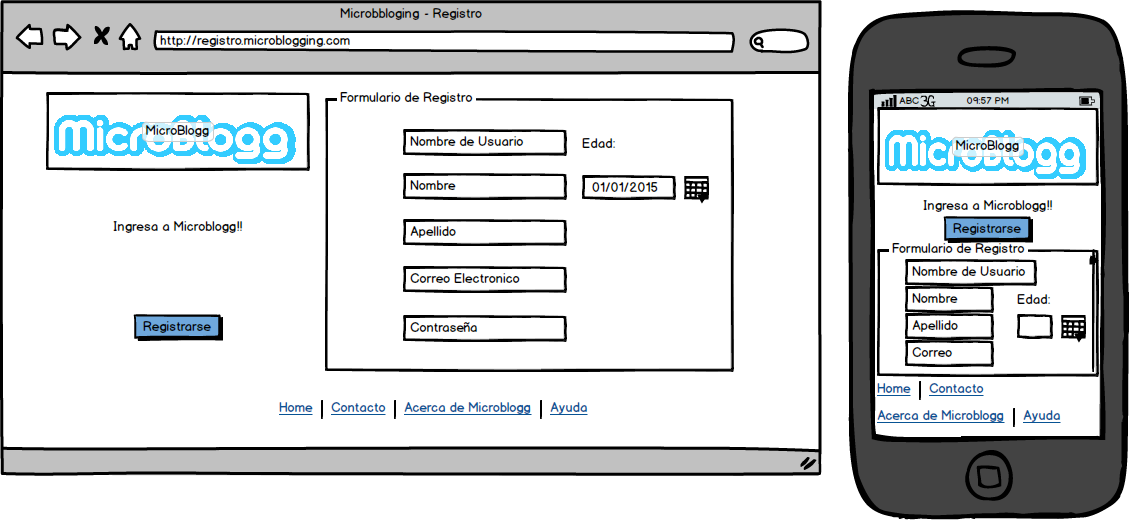 Microbbloging - Registro
http://registro.microblogging.com
MicroBlogg
MicroBlogg
Ingresa a Microblogg!!
Registrarse
Formulario de Registro
Nombre de Usuario
Edad:
Nombre
01/01/2015
Apellido
Correo Electronico
Contraseña
Home
Contacto
Acerca de Microblogg
Ayuda
ABC 3G
09:57 PM
MicroBlogg
MicroBlogg
Ingresa a Microblogg!!
Registrarse
Formulario de Registro
Nombre de Usuario
Nombre
Edad:
Apellido
Correo
Home
Contacto
Acerca de Microblogg
Ayuda